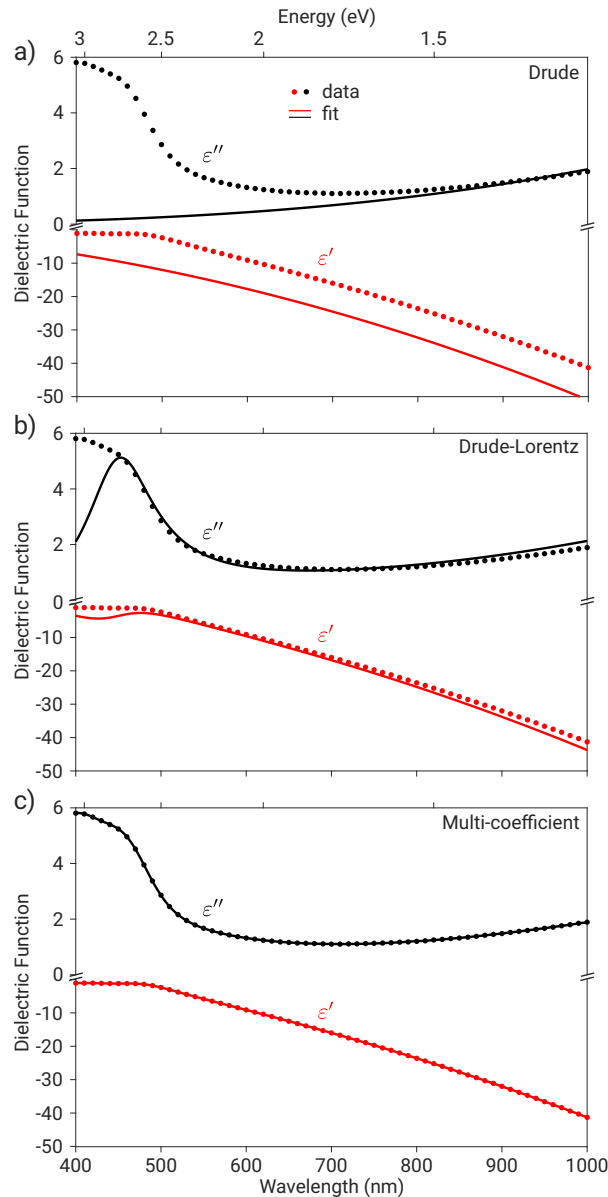 Energy (eV)
3 2.5 2 1.5
a)
Drude
data
fit
ε′′
ε′
Dielectric Function
6
4
2
0
-10
-20
-30
-40
-50
b)
Drude-Lorentz
ε′′
ε′
Dielectric Function
6
4
2
0
-10
-20
-30
-40
-50
c)
Multi-coefficient
ε′′
ε′
Dielectric Function
6
4
2
0
-10
-20
-30
-40
-50
400 500 600 700 800 900 1000
Wavelength (nm)